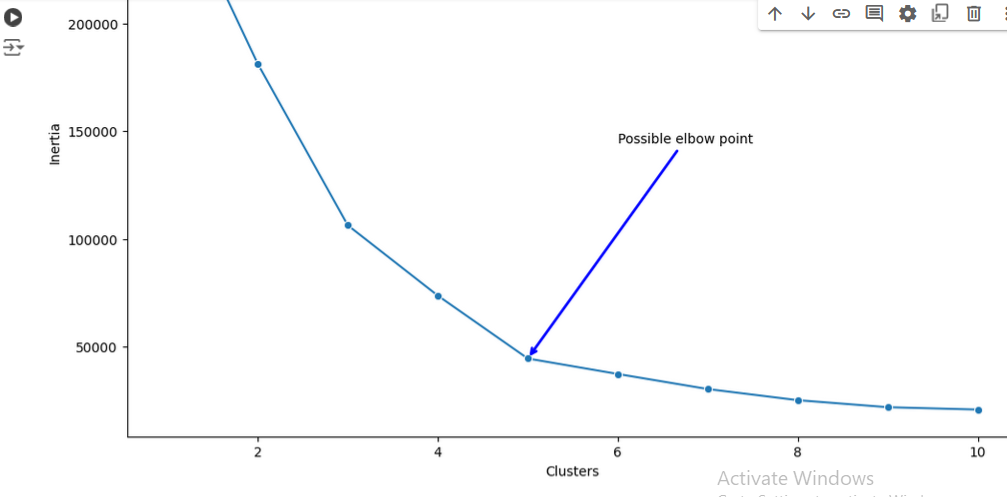 200000
150000
100000
50000
Inertia
Possible elbow point
2
4
6
8
10
Clusters
Activate Windows